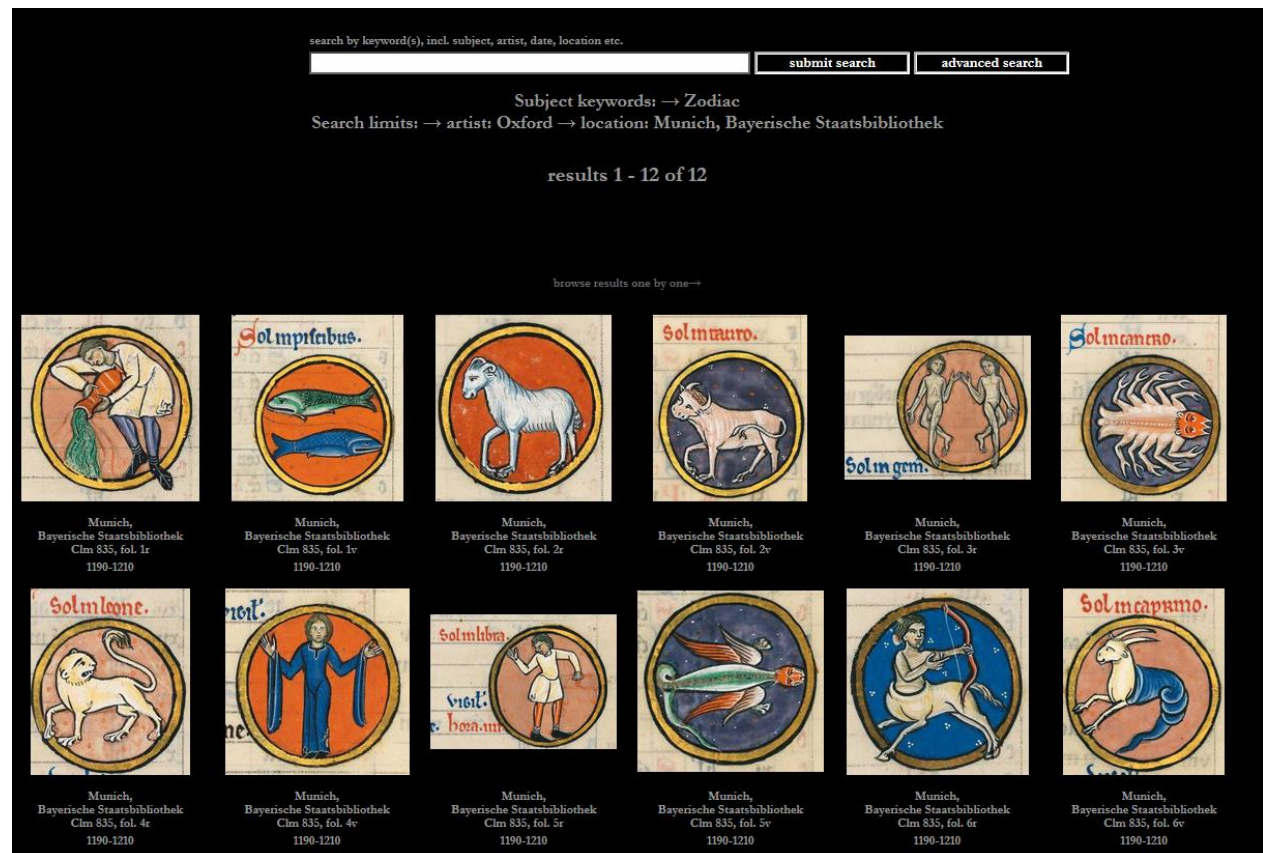 search by keyword(s), incl. subject, artist, date, location etc.
submit search advanced search
Subject keywords: → Zodiac
Search limits: → artist: Oxford → location: Munich, Bayerische Staatsbibliothek
results 1 - 12 of 12
browse results one by one→
Sol in piscibus.
Sol in tauro.
Sol in gem.
Sol in cancro.
Munich,
Bayerische Staatsbibliothek
Clm 835, fol. 1r
1190-1210
Munich,
Bayerische Staatsbibliothek
Clm 835, fol. 1v
1190-1210
Munich,
Bayerische Staatsbibliothek
Clm 835, fol. 2r
1190-1210
Munich,
Bayerische Staatsbibliothek
Clm 835, fol. 2v
1190-1210
Munich,
Bayerische Staatsbibliothek
Clm 835, fol. 3r
1190-1210
Munich,
Bayerische Staatsbibliothek
Clm 835, fol. 3v
1190-1210
Sol in leone.
Sol in libra.
Sol in caprino.
Munich,
Bayerische Staatsbibliothek
Clm 835, fol. 4r
1190-1210
Munich,
Bayerische Staatsbibliothek
Clm 835, fol. 4v
1190-1210
Munich,
Bayerische Staatsbibliothek
Clm 835, fol. 5r
1190-1210
Munich,
Bayerische Staatsbibliothek
Clm 835, fol. 5v
1190-1210
Munich,
Bayerische Staatsbibliothek
Clm 835, fol. 6r
1190-1210
Munich,
Bayerische Staatsbibliothek
Clm 835, fol. 6v
1190-1210